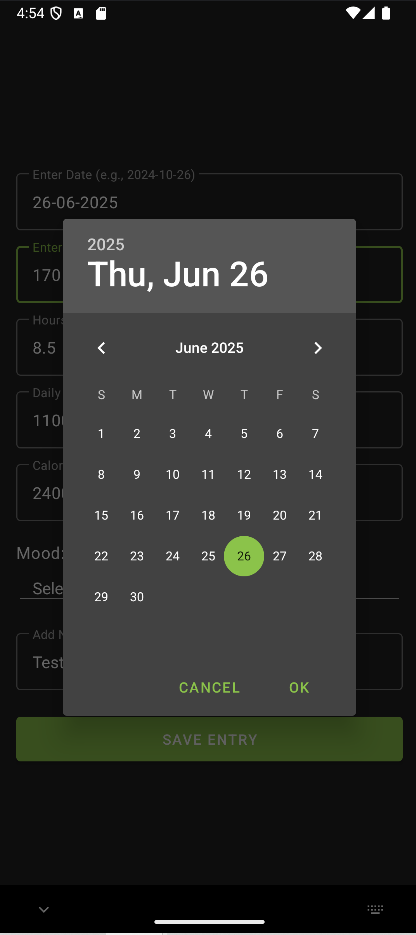 4:54
Enter Date (e.g., 2024-10-26)
26-06-2025
Enter
170
Hours
8.5
Daily
1100
Calor
2400
Mood:
Sele
Add N
Test
SAVE ENTRY
2025
Thu, Jun 26
June 2025
S M T W T F S
1 2 3 4 5 6 7
8 9 10 11 12 13 14
15 16 17 18 19 20 21
22 23 24 25 26 27 28
29 30
CANCEL OK